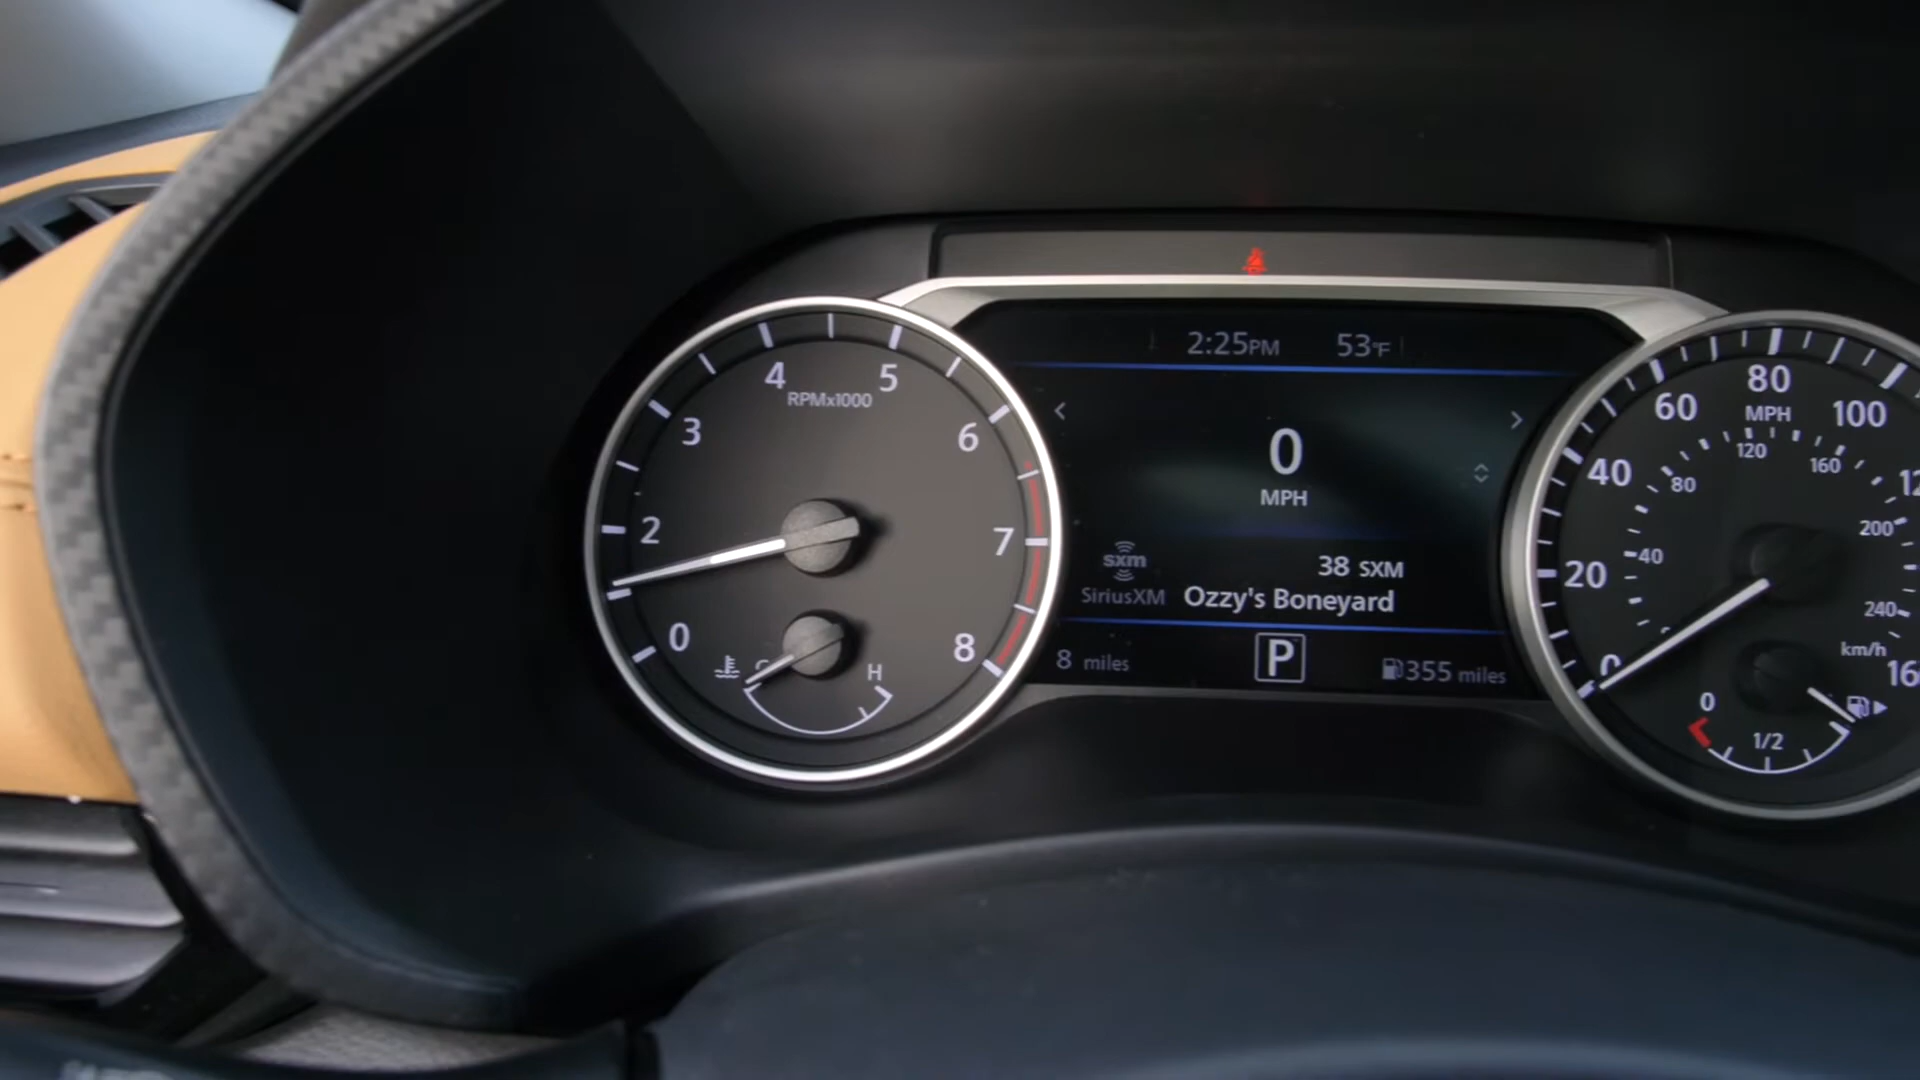 2:25PM 53°F
4 5
RPMx1000
3 6
2 7
0 8
H
0
MPH
38 SXM
sxm
SiriusXM Ozzy's Boneyard
8 miles P 355 miles
80
60 100
MPH
120
40 80 160
200
20 40
240
km/h
0
0
1/2